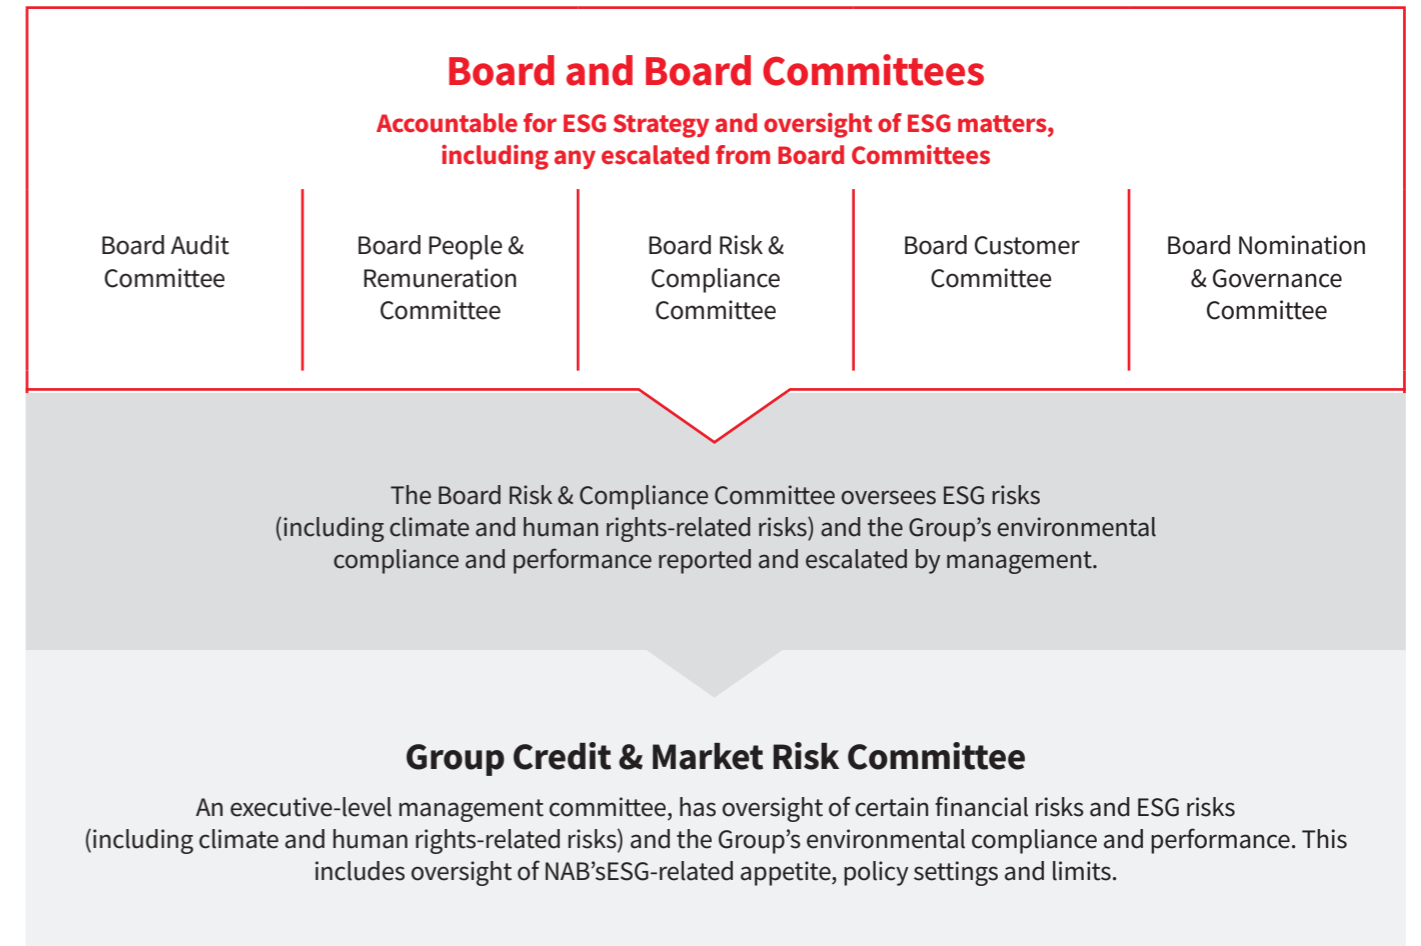 Board and Board Committees
Accountable for ESG Strategy and oversight of ESG matters,
including any escalated from Board Committees
Board Audit
Committee
Board People &
Remuneration
Committee
Board Risk &
Compliance
Committee
Board Customer
Committee
Board Nomination
& Governance
Committee
The Board Risk & Compliance Committee oversees ESG risks
(including climate and human rights-related risks) and the Group’s environmental
compliance and performance reported and escalated by management.
Group Credit & Market Risk Committee
An executive-level management committee, has oversight of certain financial risks and ESG risks
(including climate and human rights-related risks) and the Group’s environmental compliance and performance. This
includes oversight of NAB’sESG-related appetite, policy settings and limits.